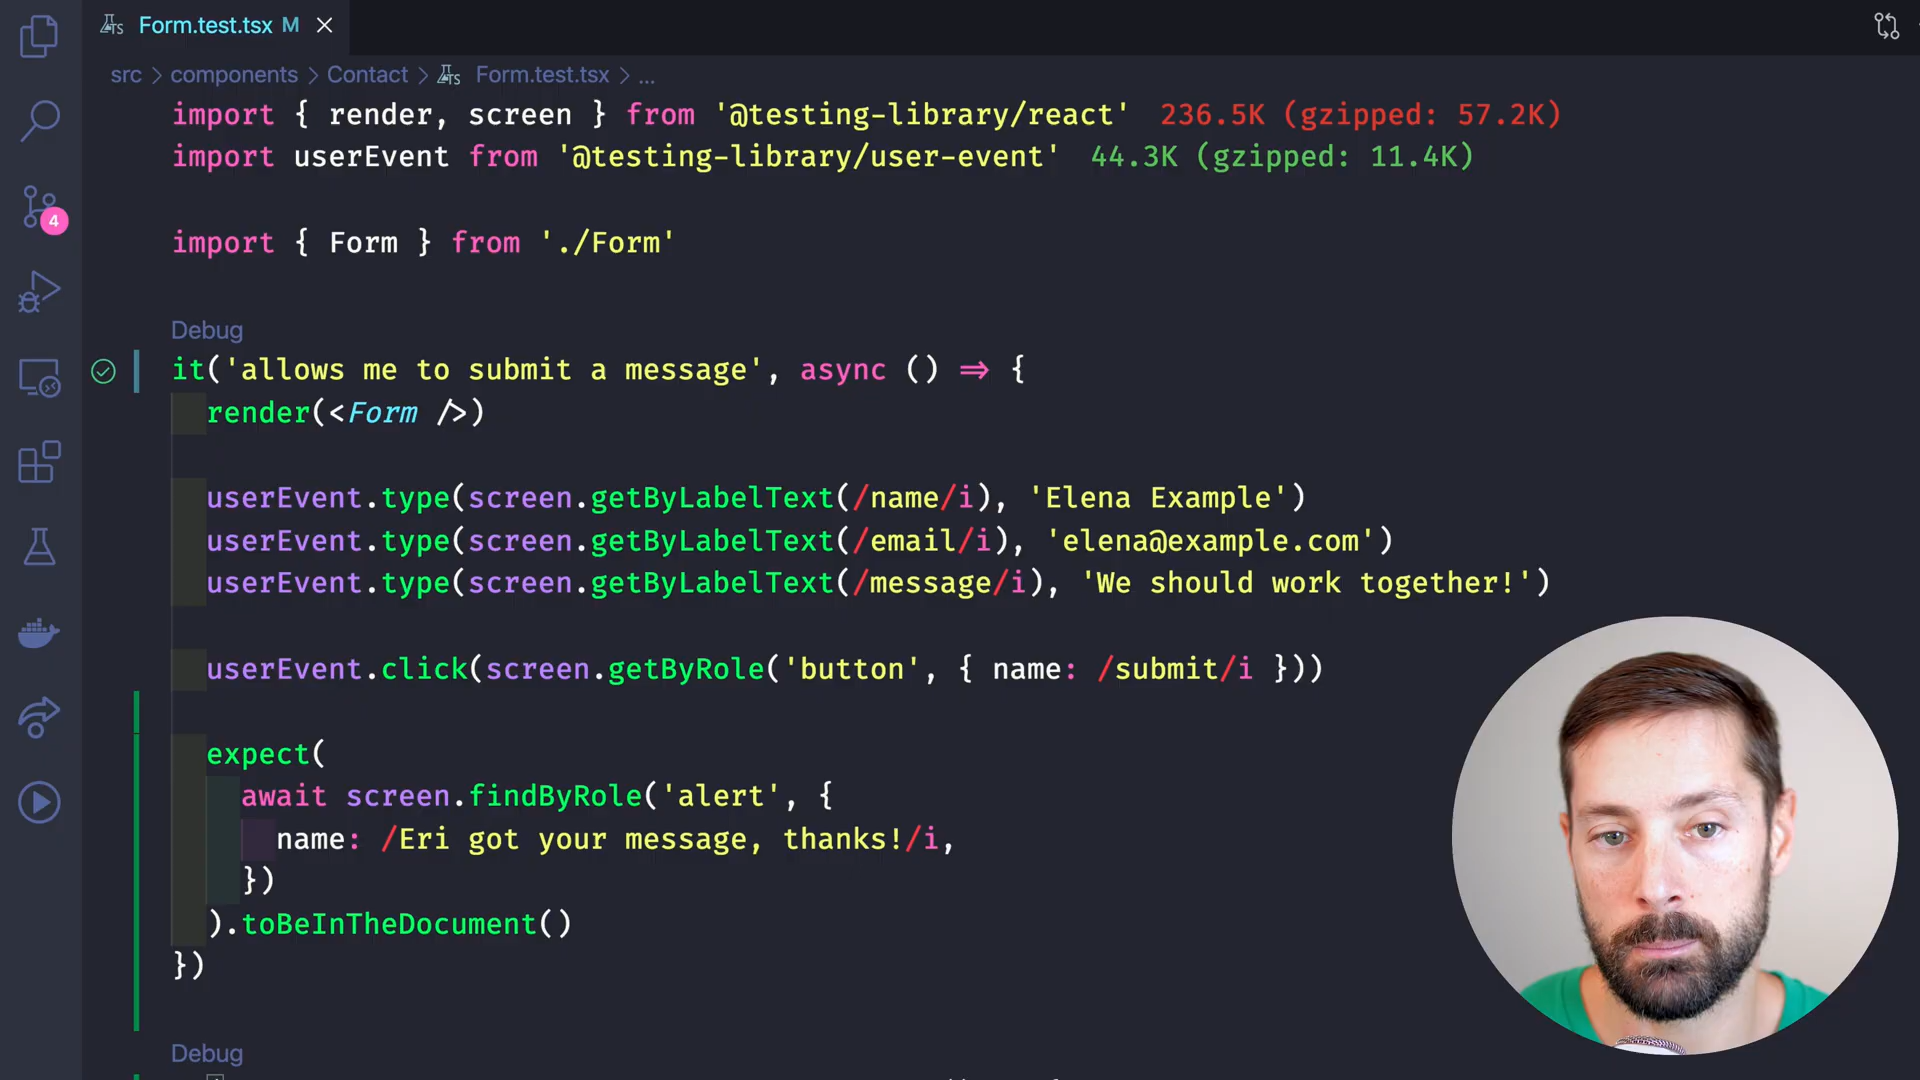 Form.test.tsx M
src > components > Contact > TS Form.test.tsx > ...
import { render, screen } from '@testing-library/react' 236.5K (gzipped: 57.2K)
import userEvent from '@testing-library/user-event' 44.3K (gzipped: 11.4K)
import { Form } from './Form'
4
Debug
it('allows me to submit a message', async () => {
render(<Form />)
userEvent.type(screen.getByLabelText(/name/i), 'Elena Example')
userEvent.type(screen.getByLabelText(/email/i), 'elena@example.com')
userEvent.type(screen.getByLabelText(/message/i), 'We should work together!')
userEvent.click(screen.getByRole('button', { name: /submit/i }))
expect(
await screen.findByRole('alert', {
name: /Eri got your message, thanks!/i,
})
).toBeInTheDocument()
})
Debug